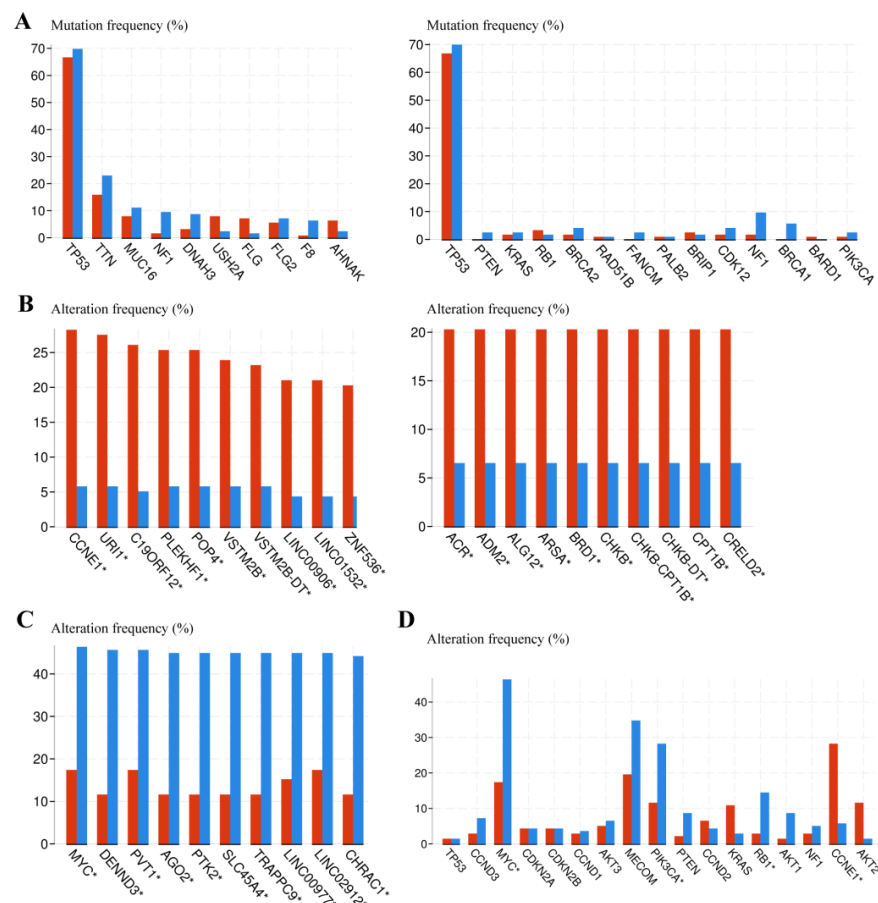 A
Mutation frequency (%)
70
60
50
40
30
20
10
0
TP53
TTN
MUC16
NF1
DNAH3
USH2A
FLG
FLG2
F8
AHNAK
Mutation frequency (%)
70
60
50
40
30
20
10
0
TP53
PTEN
KRAS
RB1
BRCA2
RAD51B
FANCM
PALB2
BRIP1
CDK12
NF1
BRCA1
BARD1
PIK3CA
B
Alteration frequency (%)
25
20
15
10
5
0
CCNE1*
URI1*
C19ORF12*
PLEKHF1*
POP4*
VSTM2B*
VSTM2B-DT*
LINC00906*
LINC01532*
ZNF536*
Alteration frequency (%)
20
15
10
5
0
ACR*
ADM2*
ALG12*
ARSA*
BRD1*
CHKB*
CHKB-CPT1B*
CHKB-DT*
CPT1B*
CRELD2*
C
Alteration frequency (%)
40
30
20
10
0
MYC*
DENND3*
PVT1*
AGO2*
PTK2*
SLC45A4*
TRAPPC9*
LINC00977*
LINC02912*
CHRAC1*
D
Alteration frequency (%)
40
30
20
10
0
TP53
CCND3
MYC*
CDKN2A
CDKN2B
CCND1
AKT3
MECOM
PIK3CA*
PTEN
CCND2
KRAS
RB1*
AKT1
NF1
CCNE1*
AKT2